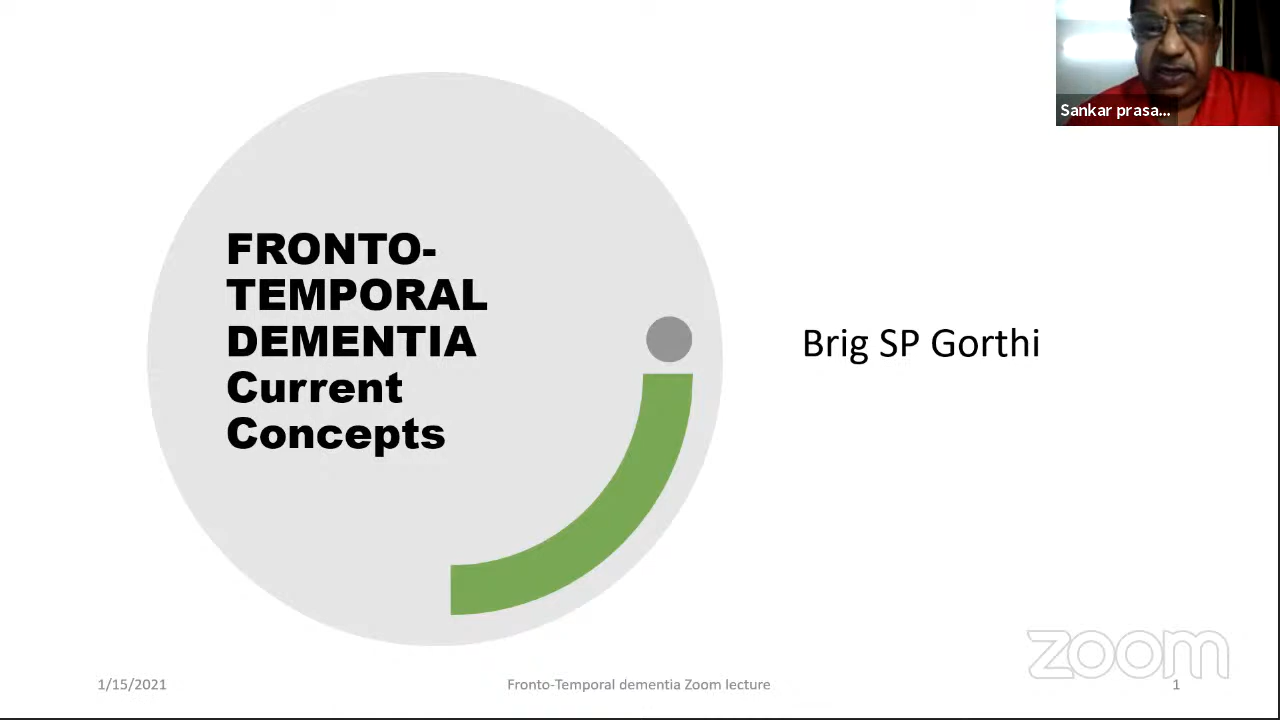 Sankar prasa...
FRONTO-
TEMPORAL
DEMENTIA
Current
Concepts
Brig SP Gorthi
zoom
1/15/2021
Fronto-Temporal dementia Zoom lecture
1